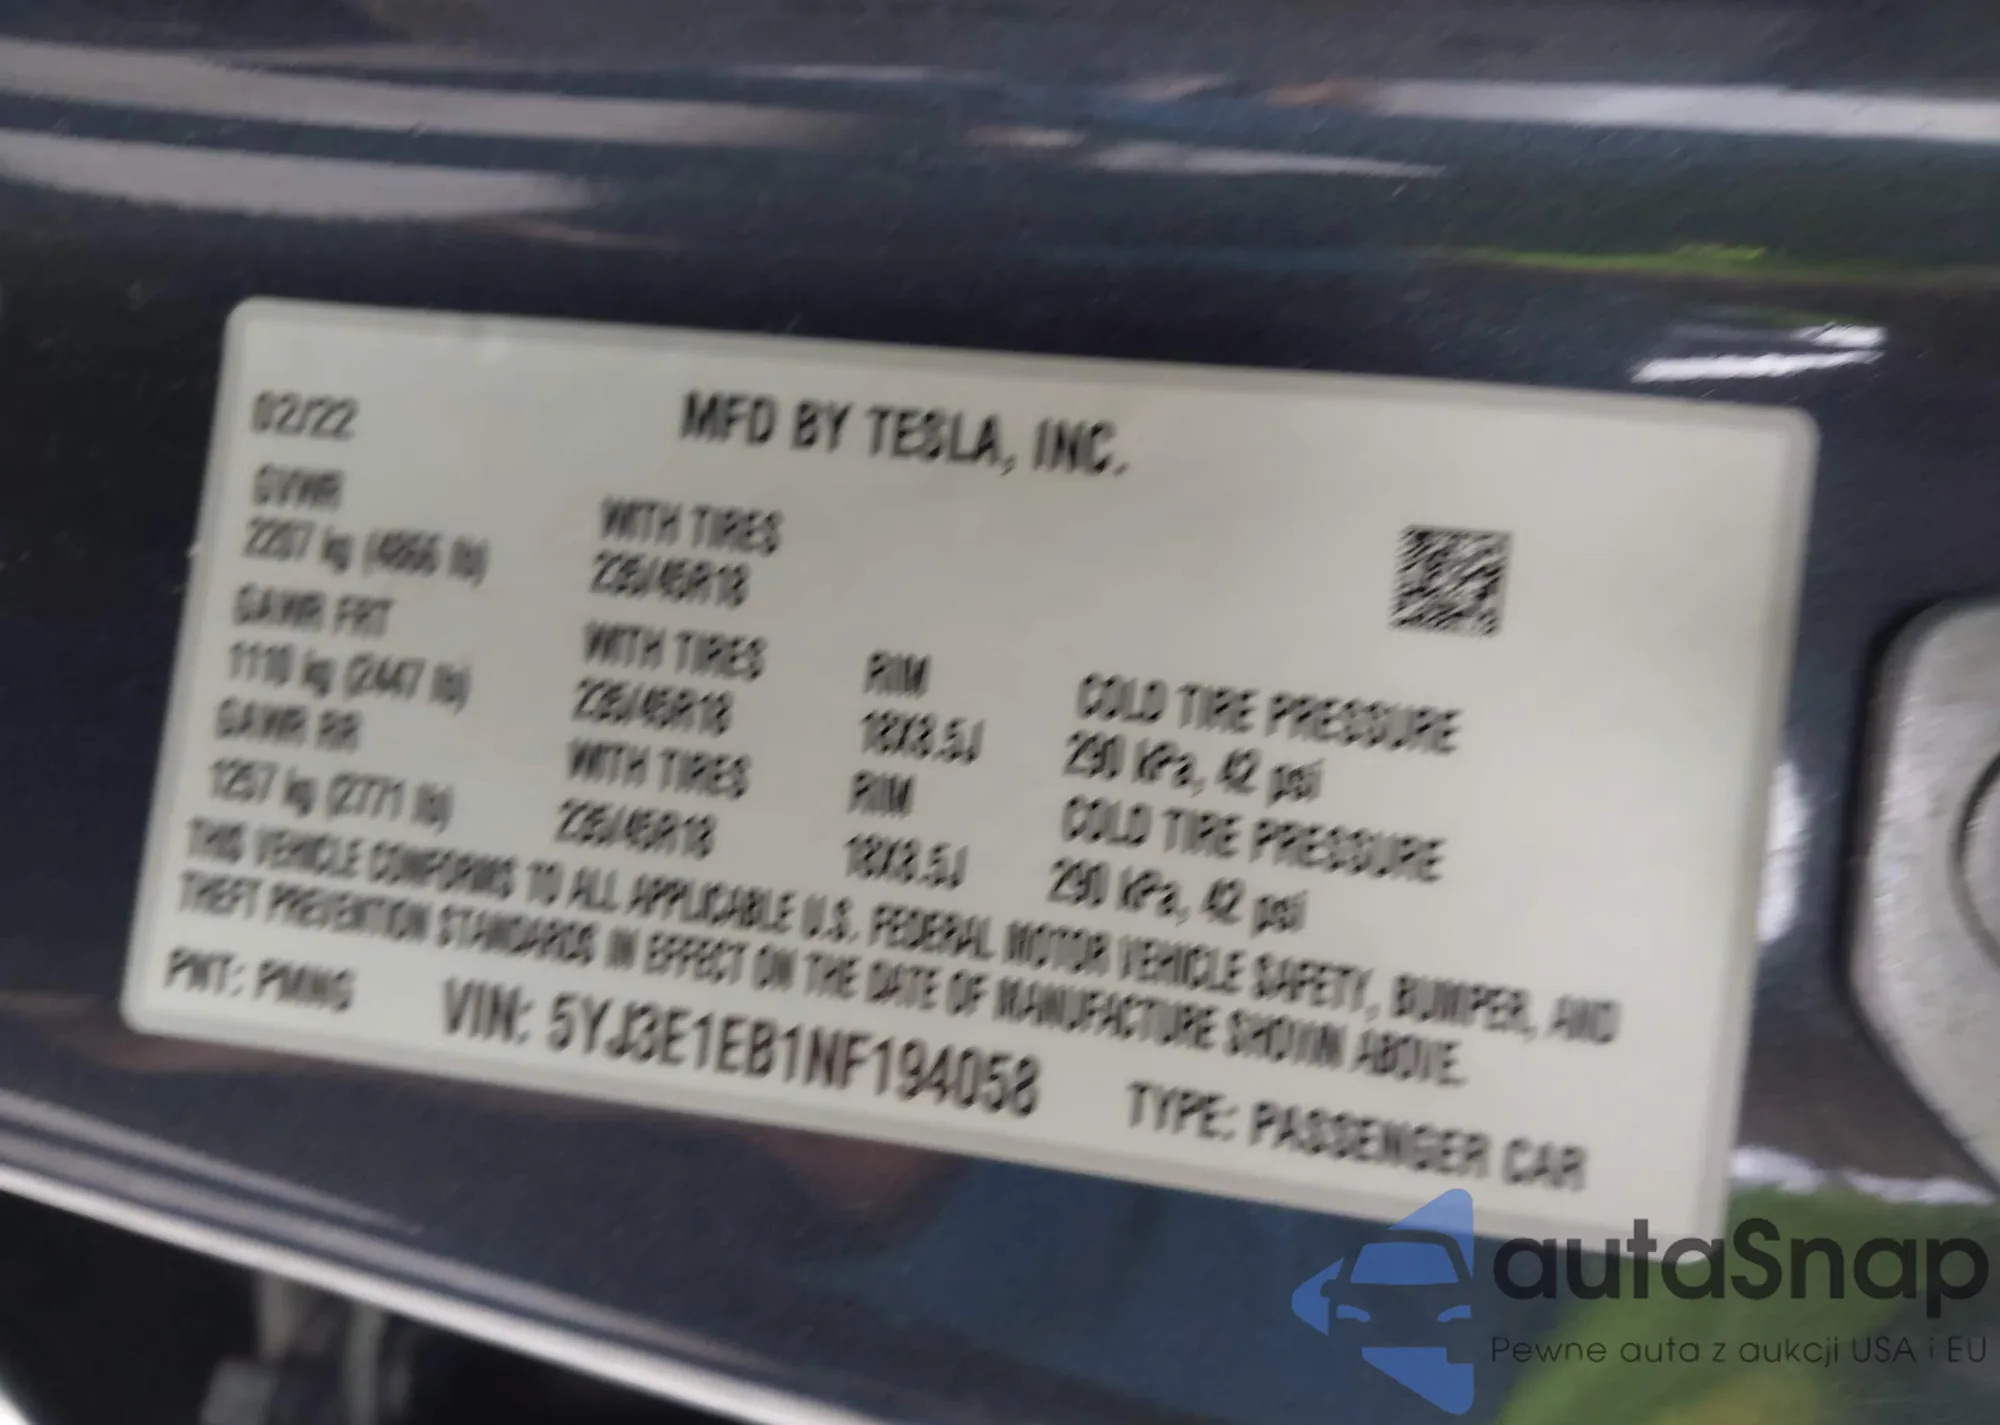 02/22 MFD BY TESLA, INC.
GVWR WITH TIRES
2207 kg (4866 lb) 235/45R18
GAWR FRT WITH TIRES RIM COLD TIRE PRESSURE
1110 kg (2447 lb) 235/45R18 18X8.5J 290 kPa, 42 psi
GAWR RR WITH TIRES RIM COLD TIRE PRESSURE
1257 kg (2771 lb) 235/45R18 18X8.5J 290 kPa, 42 psi
THIS VEHICLE CONFORMS TO ALL APPLICABLE U.S. FEDERAL MOTOR VEHICLE SAFETY, BUMPER, AND
THEFT PREVENTION STANDARDS IN EFFECT ON THE DATE OF MANUFACTURE SHOWN ABOVE.
PNT: PMNG VIN: 5YJ3E1EB1NF194058 TYPE: PASSENGER CAR
autaSnap
Pewne auta z aukcji USA i EU